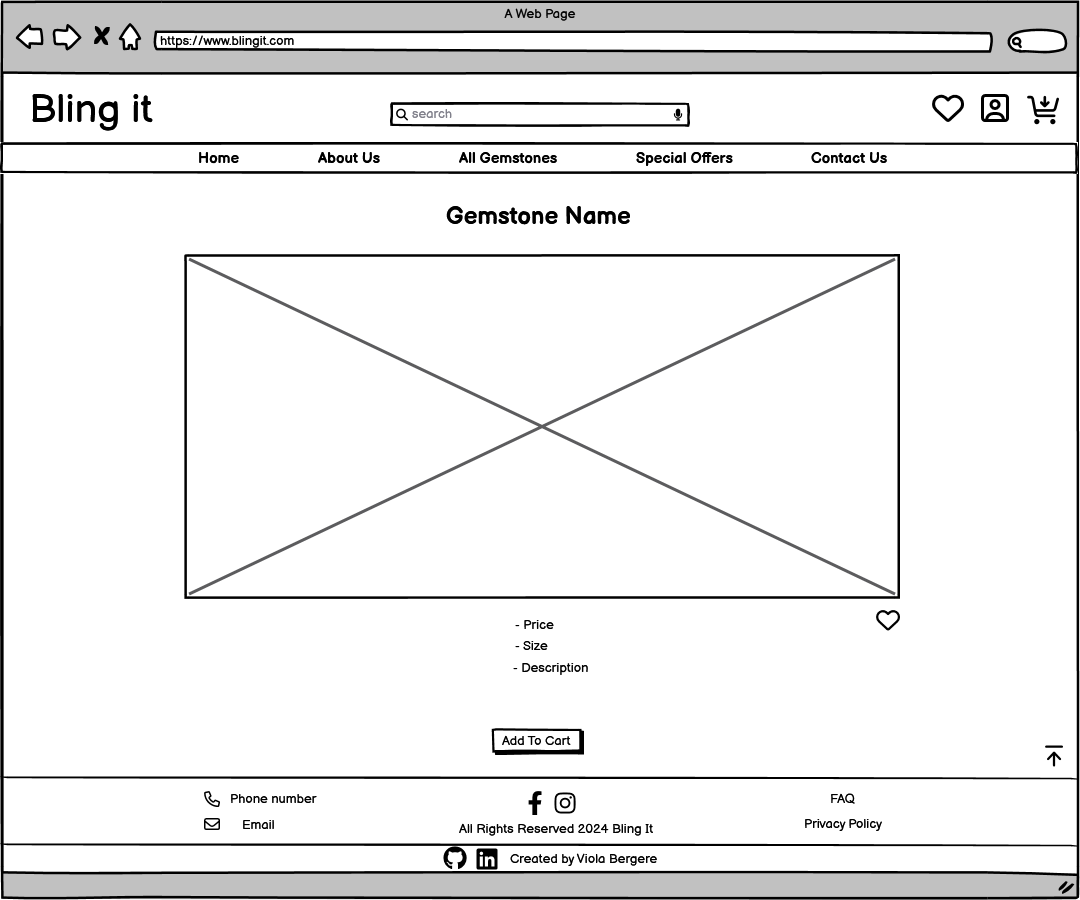 A Web Page
https://www.blingit.com
Bling it
search
Home About Us All Gemstones Special Offers Contact Us
Gemstone Name
- Price
- Size
- Description
Add To Cart
Phone number
Email
All Rights Reserved 2024 Bling It
FAQ
Privacy Policy
Created by Viola Bergere